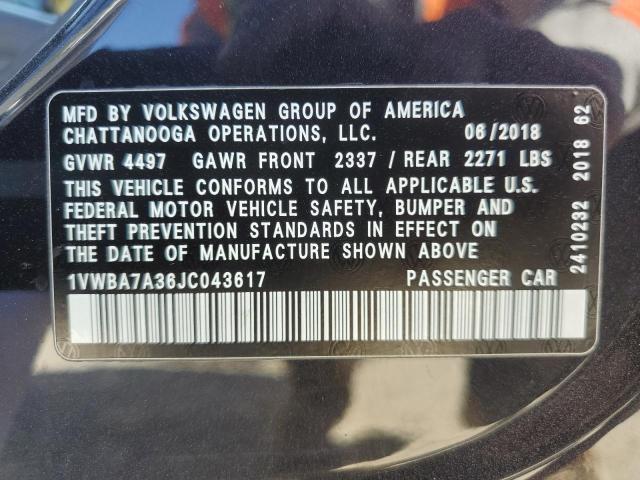 MFD BY VOLKSWAGEN GROUP OF AMERICA
CHATTANOOGA OPERATIONS, LLC. 06/2018
GVWR 4497 GAWR FRONT 2337 / REAR 2271 LBS
THIS VEHICLE CONFORMS TO ALL APPLICABLE U.S.
FEDERAL MOTOR VEHICLE SAFETY, BUMPER AND
THEFT PREVENTION STANDARDS IN EFFECT ON
THE DATE OF MANUFACTURE SHOWN ABOVE
1VWBA7A36JC043617 PASSENGER CAR
2410232 2018 62